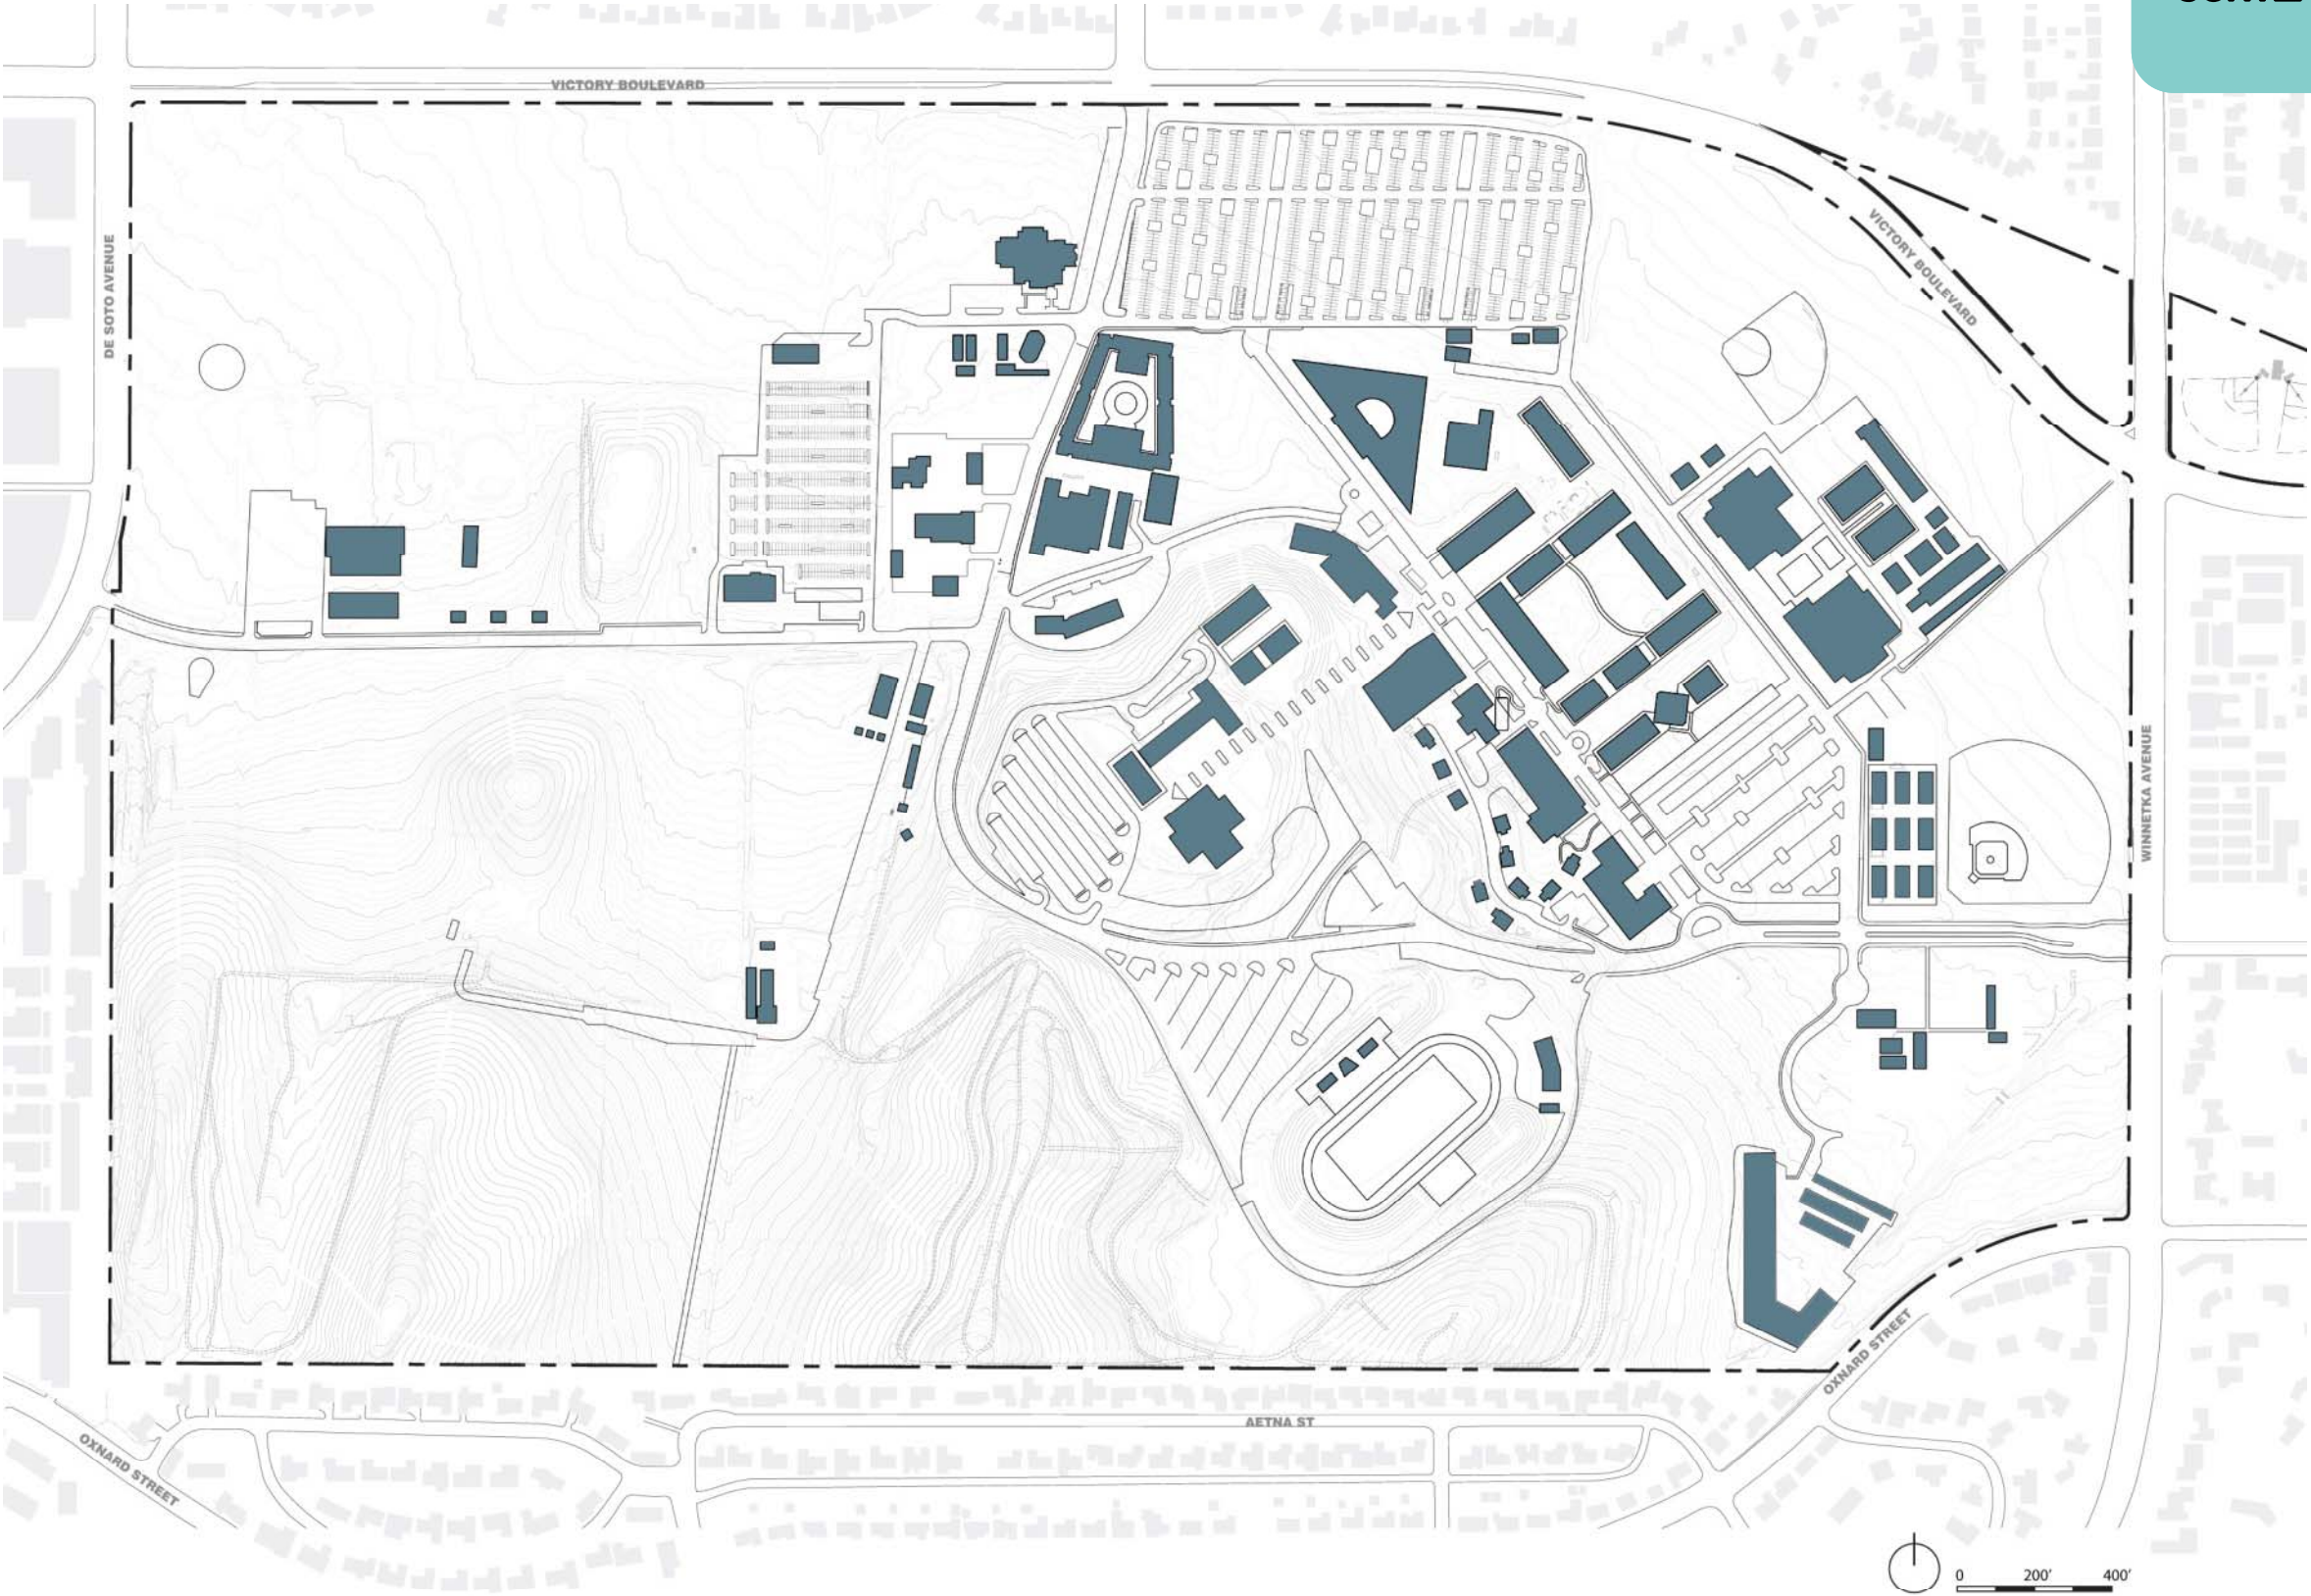 VICTORY BOULEVARD
DE SOTO AVENUE
VICTORY BOULEVARD
WINNETKA AVENUE
OXNARD STREET
AETNA ST
OXNARD STREET
0 200' 400'